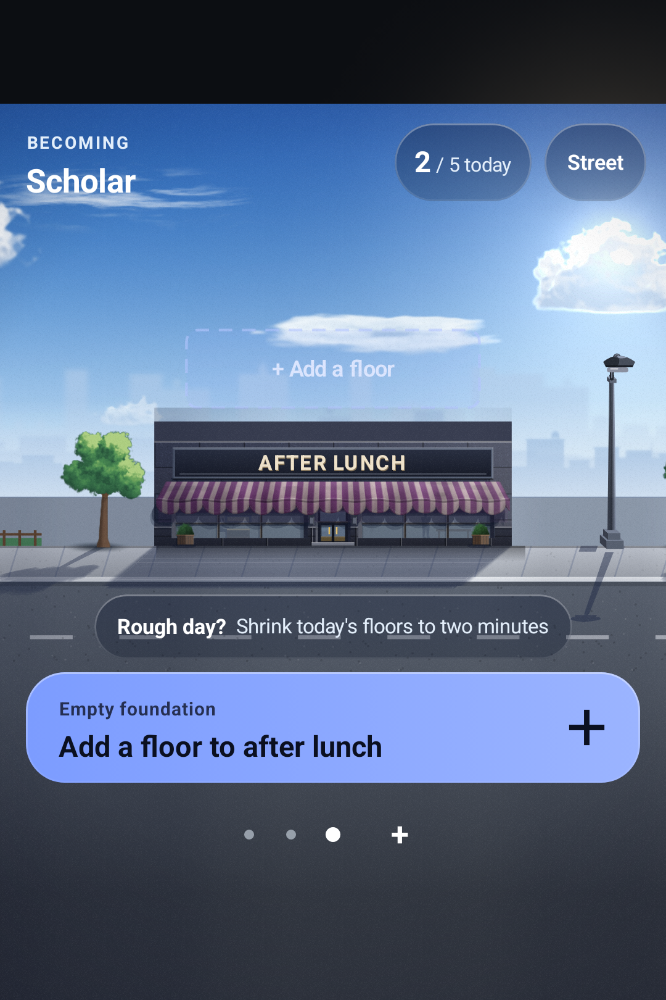 BECOMING
Scholar
2 / 5 today
Street
+ Add a floor
AFTER LUNCH
Rough day? Shrink today's floors to two minutes
Empty foundation
Add a floor to after lunch
+
+